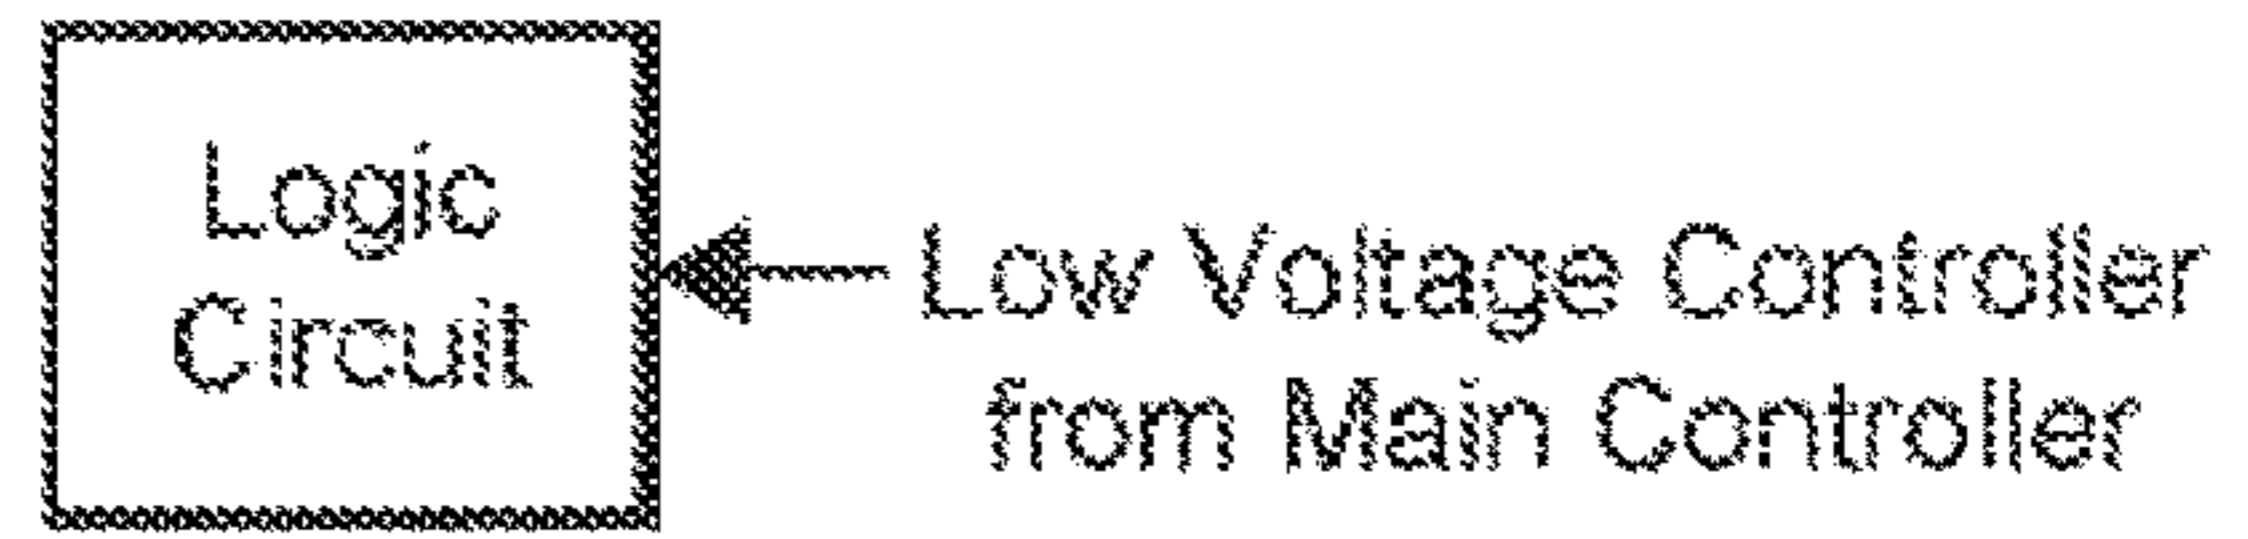 Logic
Circuit
Low Voltage Controller
from Main Controller